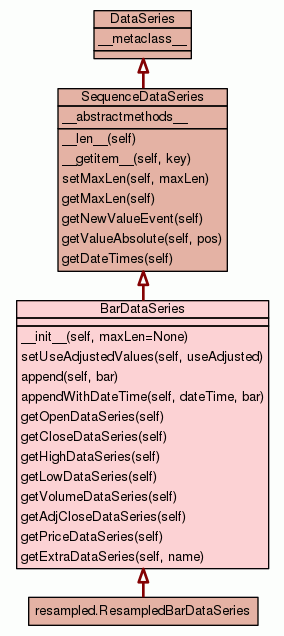 DataSeries
__metaclass__
SequenceDataSeries
__abstractmethods__
__len__(self)
__getitem__(self, key)
setMaxLen(self, maxLen)
getMaxLen(self)
getNewValueEvent(self)
getValueAbsolute(self, pos)
getDateTimes(self)
BarDataSeries
__init__(self, maxLen=None)
setUseAdjustedValues(self, useAdjusted)
append(self, bar)
appendWithDateTime(self, dateTime, bar)
getOpenDataSeries(self)
getCloseDataSeries(self)
getHighDataSeries(self)
getLowDataSeries(self)
getVolumeDataSeries(self)
getAdjCloseDataSeries(self)
getPriceDataSeries(self)
getExtraDataSeries(self, name)
resampled.ResampledBarDataSeries